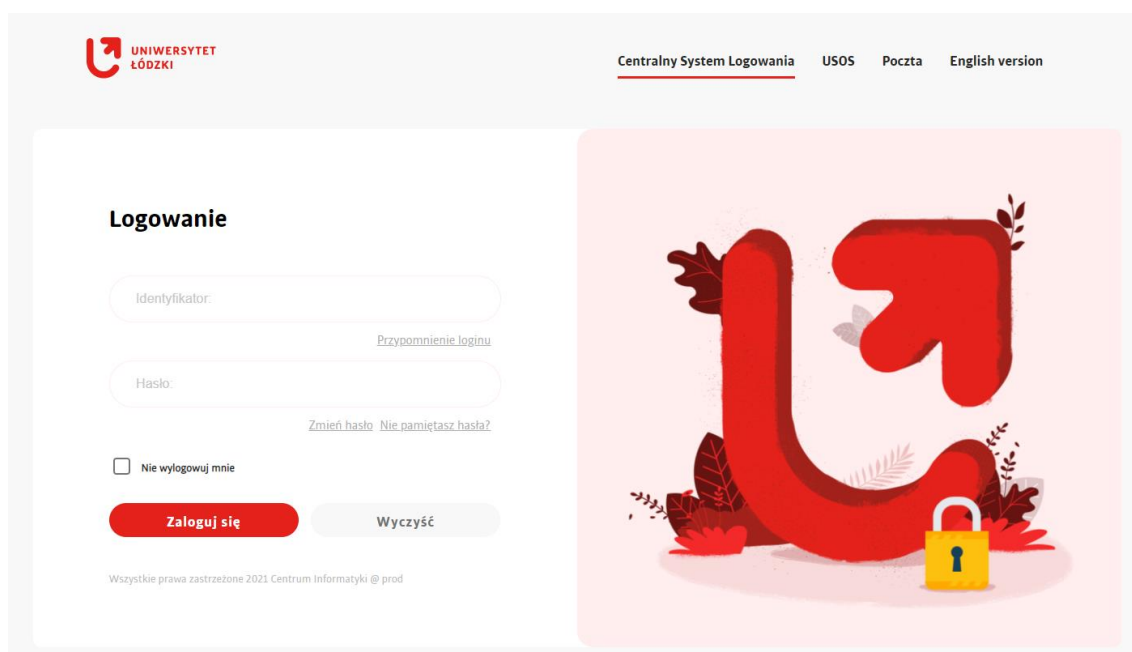 UNIWERSYTET
ŁÓDZKI
Centralny System Logowania USOS Poczta English version
Logowanie
Identyfikator:
Przypomnienie loginu
Hasło:
Zmień hasło Nie pamiętasz hasła?
Nie wylogowuj mnie
Zaloguj się Wyczyść
Wszystkie prawa zastrzeżone 2021 Centrum Informatyki @ prod